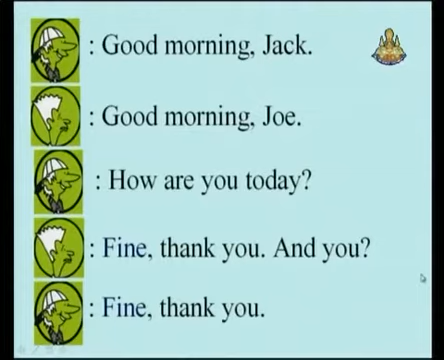 : Good morning, Jack.
: Good morning, Joe.
: How are you today?
: Fine, thank you. And you?
: Fine, thank you.